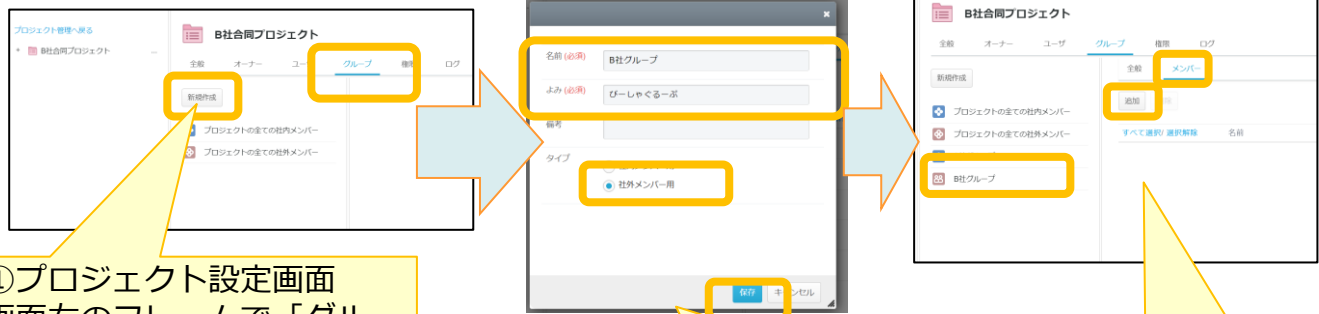 プロジェクト管理へ戻る
B社合同プロジェクト
B社合同プロジェクト
全般 オーナー ユーザ グループ 権限 ログ
新規作成
プロジェクトの全ての社内メンバー
プロジェクトの全ての社外メンバー
①プロジェクト設定画面
名前 (必須) B社グループ
よみ (必須) びーしゃぐるーぷ
備考
タイプ
社外メンバー用
保存 キャンセル
B社合同プロジェクト
全般 オーナー ユーザ グループ 権限 ログ
新規作成
全般 メンバー
追加
プロジェクトの全ての社内メンバー
プロジェクトの全ての社外メンバー
すべて選択/ 選択解除 名前
B社グループ